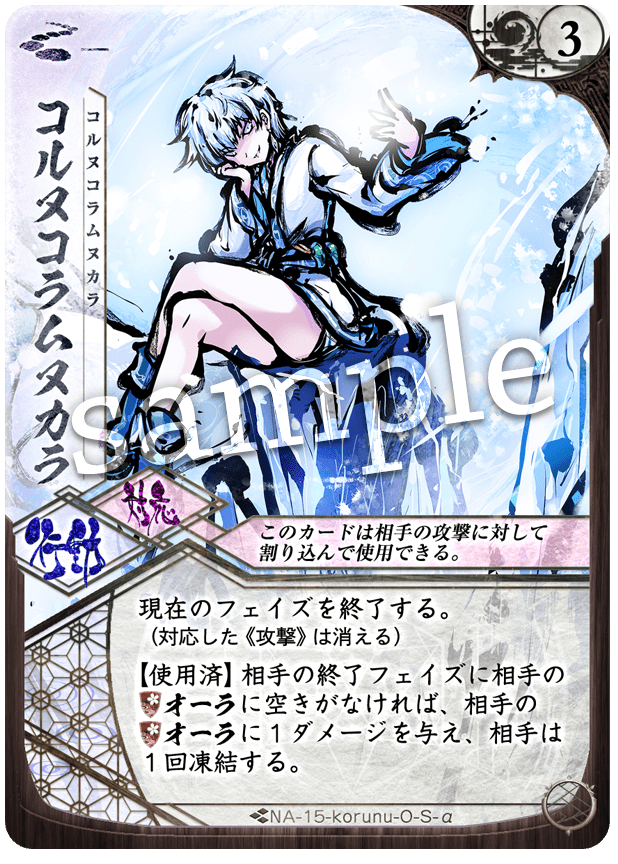 3
コルヌコラムヌカラ
コルヌコラムヌカラ
sample
行動
対応
このカードは相手の攻撃に対して
割り込んで使用できる。
現在のフェイズを終了する。
(対応した《攻撃》は消える)
【使用済】相手の終了フェイズに相手の
オーラに空きがなければ、相手の
オーラに1ダメージを与え、相手は
1回凍結する。
NA-15-korunu-O-S-α